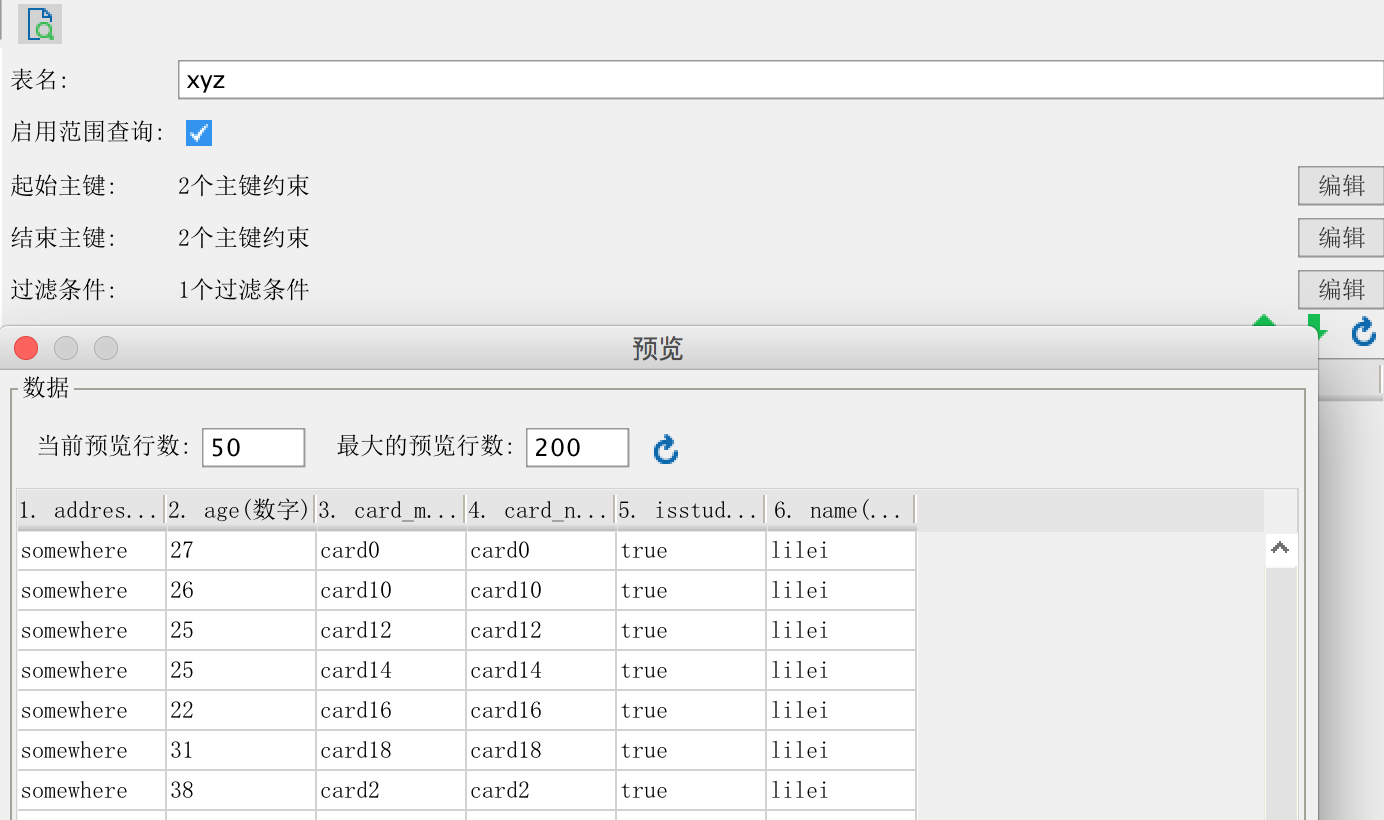 表名: xyz
启用范围查询:
起始主键: 2个主键约束 编辑
结束主键: 2个主键约束 编辑
过滤条件: 1个过滤条件 编辑
预览
数据
当前预览行数: 50 最大的预览行数: 200
1. addres... 2. age(数字) 3. card_m... 4. card_n... 5. isstud... 6. name(...
somewhere 27 card0 card0 true lilei
somewhere 26 card10 card10 true lilei
somewhere 25 card12 card12 true lilei
somewhere 25 card14 card14 true lilei
somewhere 22 card16 card16 true lilei
somewhere 31 card18 card18 true lilei
somewhere 38 card2 card2 true lilei